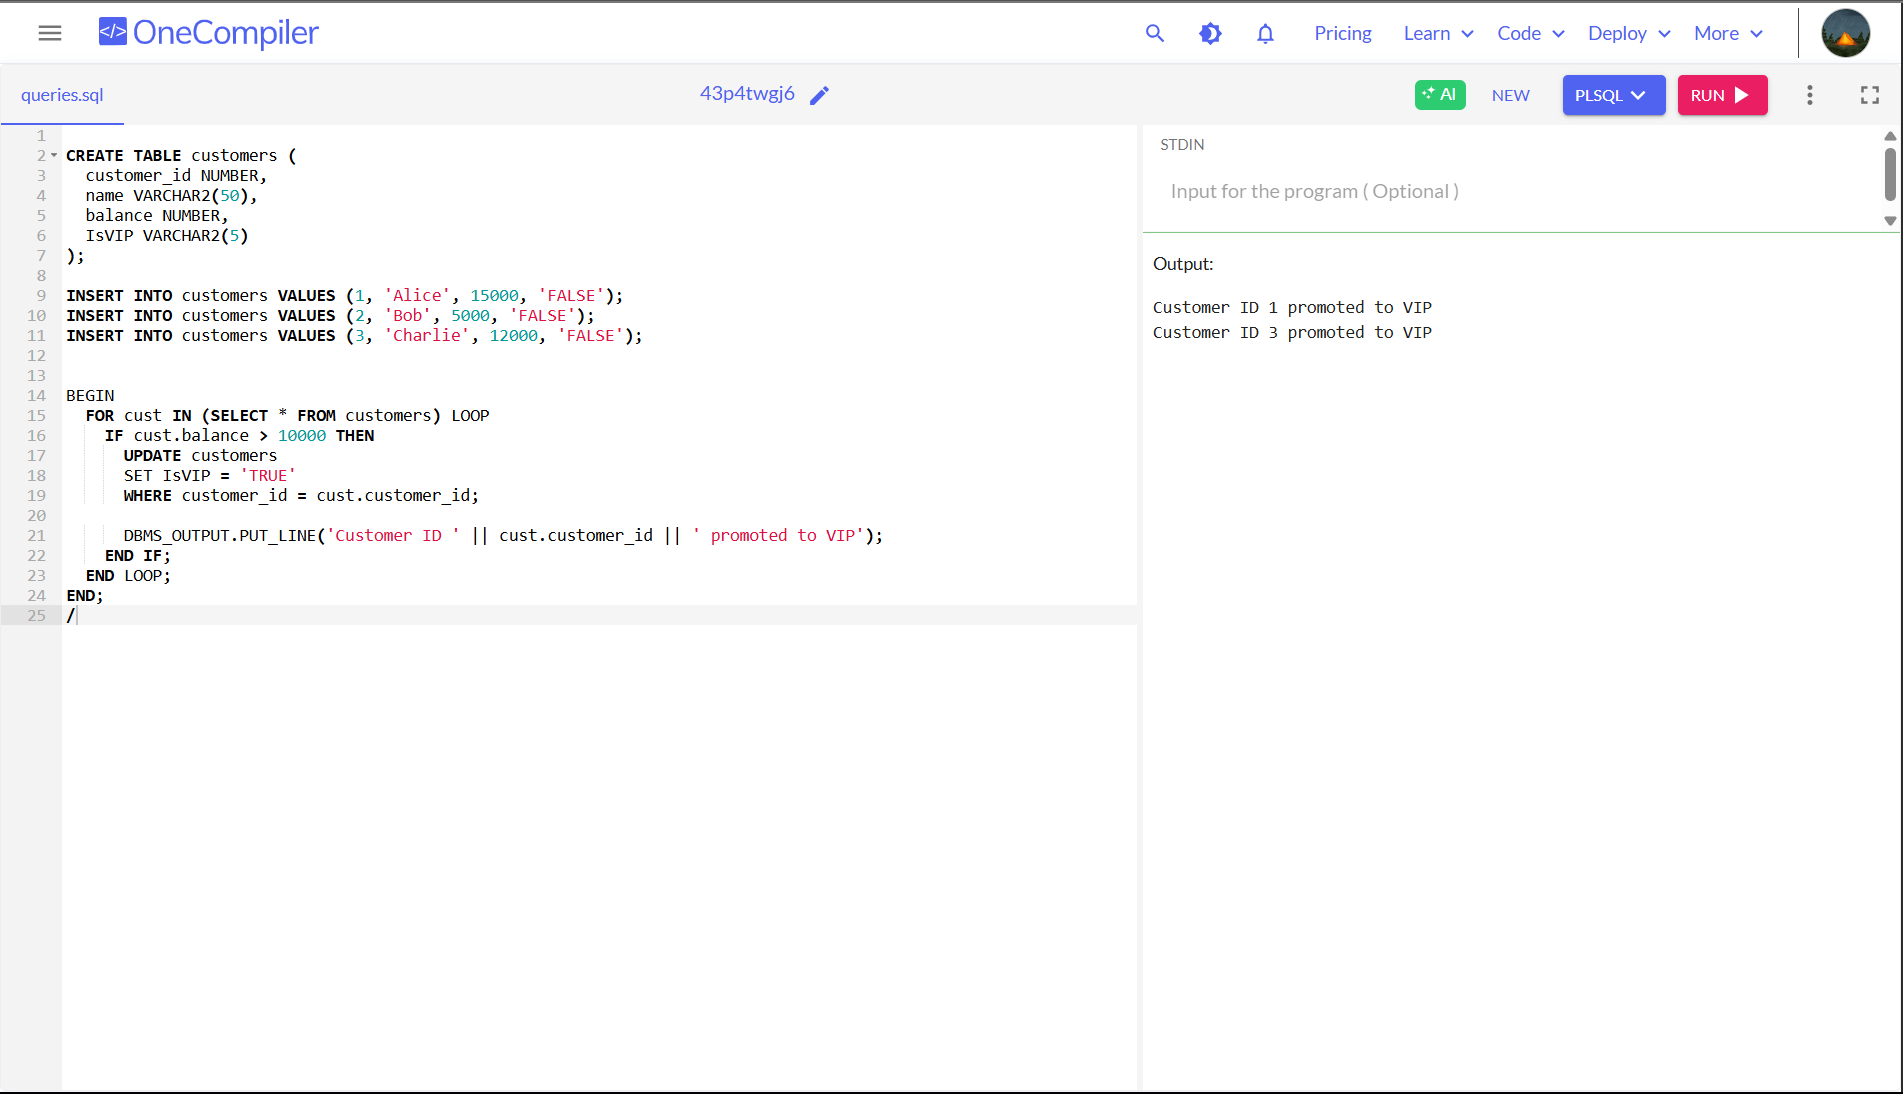 </> OneCompiler
Pricing Learn Code Deploy More
queries.sql
43p4twgj6
AI NEW PLSQL RUN
1
2 CREATE TABLE customers (
3   customer_id NUMBER,
4   name VARCHAR2(50),
5   balance NUMBER,
6   IsVIP VARCHAR2(5)
7 );
8
9 INSERT INTO customers VALUES (1, 'Alice', 15000, 'FALSE');
10 INSERT INTO customers VALUES (2, 'Bob', 5000, 'FALSE');
11 INSERT INTO customers VALUES (3, 'Charlie', 12000, 'FALSE');
12
13
14 BEGIN
15   FOR cust IN (SELECT * FROM customers) LOOP
16     IF cust.balance > 10000 THEN
17       UPDATE customers
18       SET IsVIP = 'TRUE'
19       WHERE customer_id = cust.customer_id;
20
21       DBMS_OUTPUT.PUT_LINE('Customer ID ' || cust.customer_id || ' promoted to VIP');
22     END IF;
23   END LOOP;
24 END;
25 /
STDIN
Input for the program ( Optional )
Output:
Customer ID 1 promoted to VIP
Customer ID 3 promoted to VIP